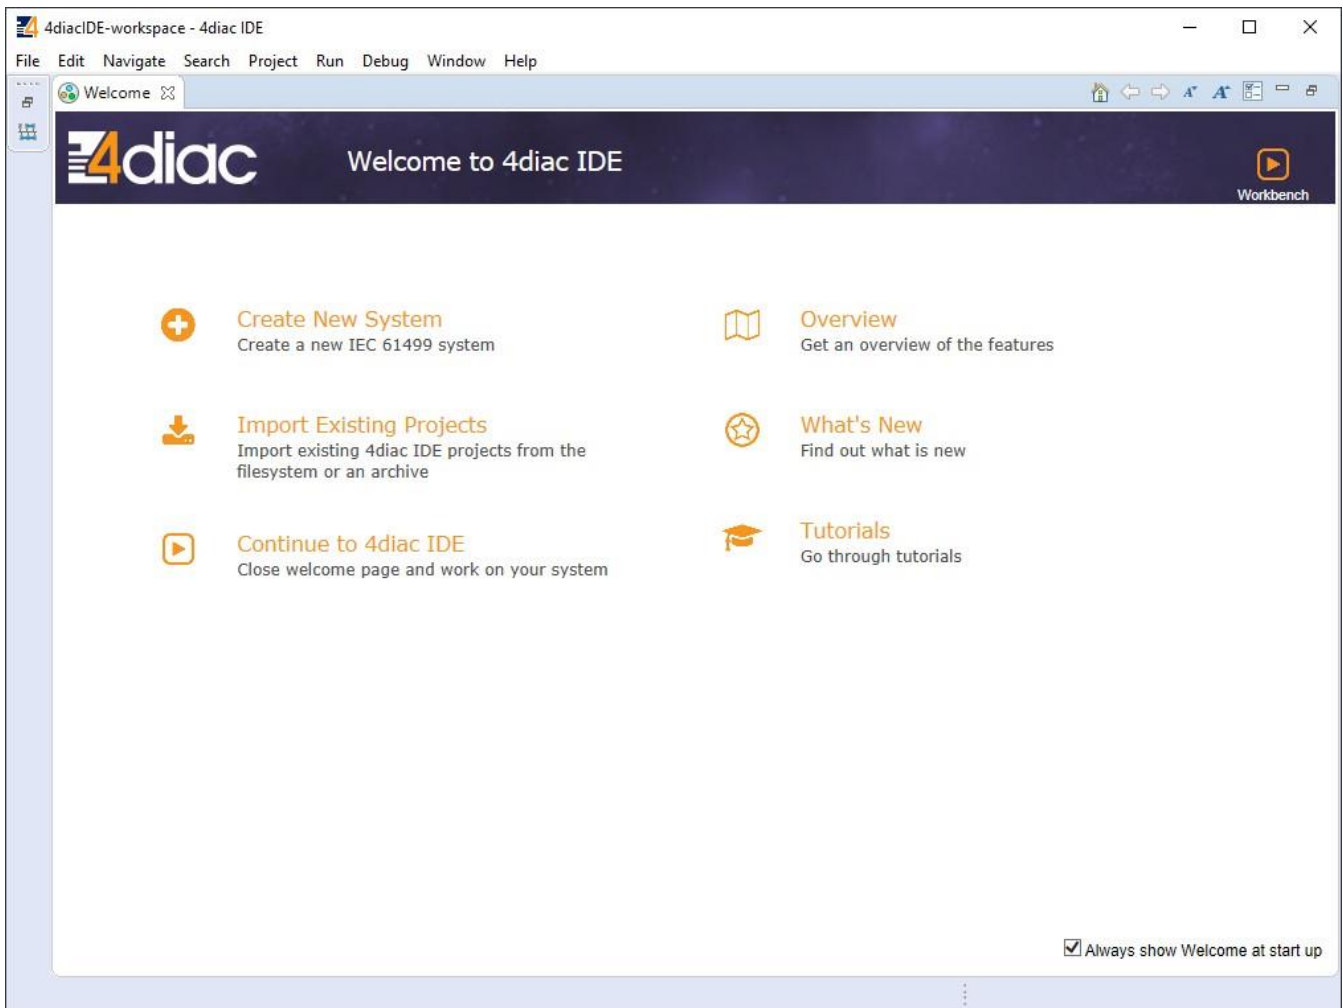 4diacIDE-workspace - 4diac IDE
File Edit Navigate Search Project Run Debug Window Help
Welcome
4diac
Welcome to 4diac IDE
Workbench
Create New System
Create a new IEC 61499 system
Import Existing Projects
Import existing 4diac IDE projects from the
filesystem or an archive
Continue to 4diac IDE
Close welcome page and work on your system
Overview
Get an overview of the features
What's New
Find out what is new
Tutorials
Go through tutorials
Always show Welcome at start up